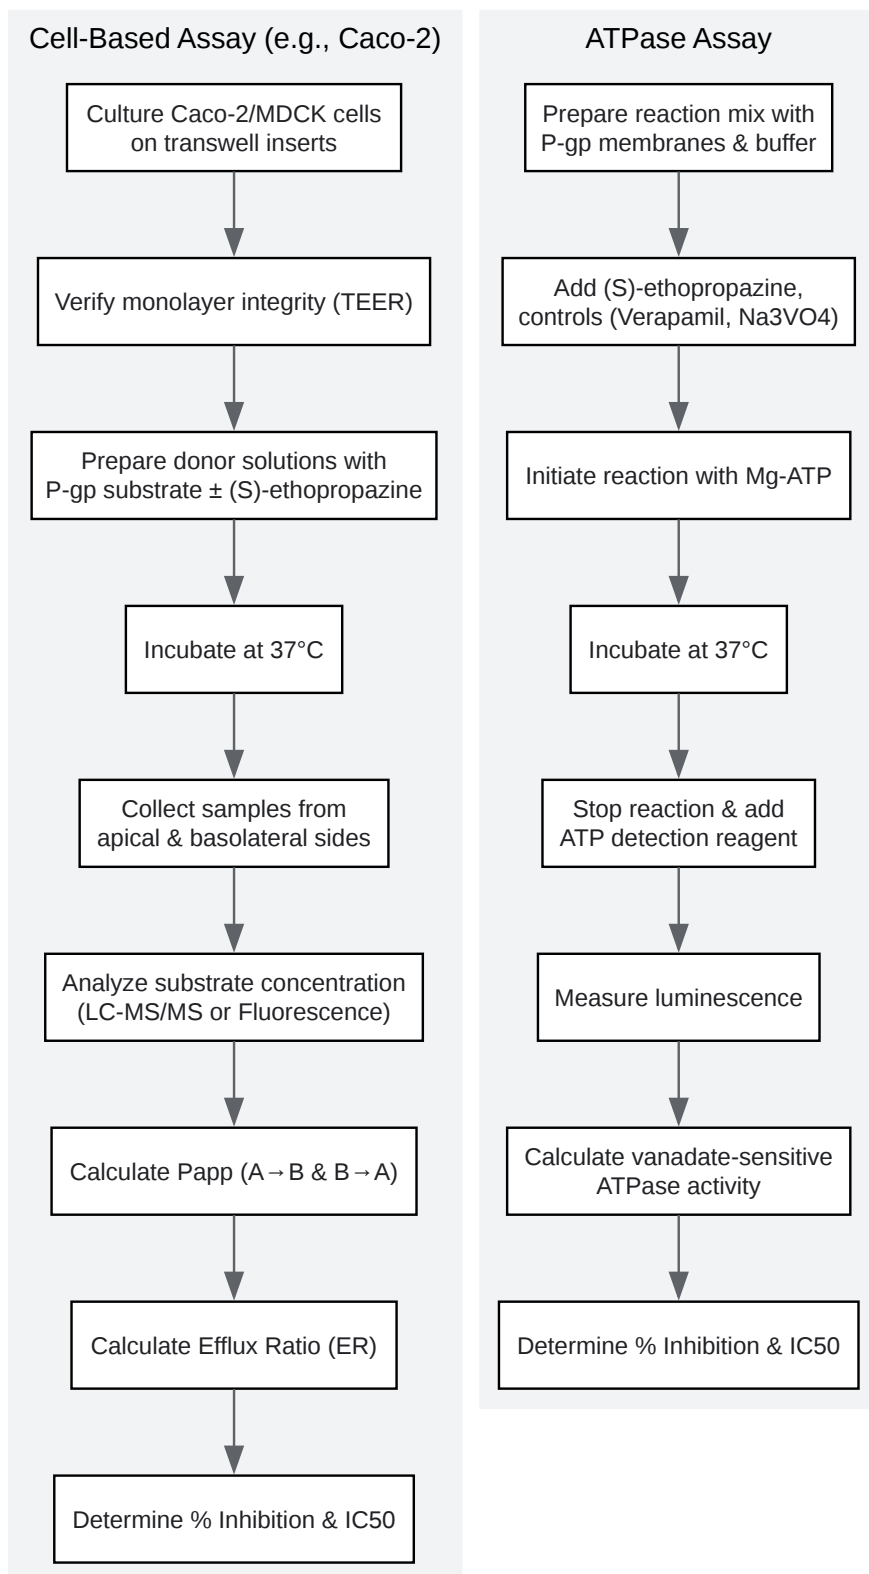 Cell-Based Assay (e.g., Caco-2)
Culture Caco-2/MDCK cells
on transwell inserts
Verify monolayer integrity (TEER)
Prepare donor solutions with
P-gp substrate ± (S)-ethopropazine
Incubate at 37°C
Collect samples from
apical & basolateral sides
Analyze substrate concentration
(LC-MS/MS or Fluorescence)
Calculate Papp (A→B & B→A)
Calculate Efflux Ratio (ER)
Determine % Inhibition & IC50
ATPase Assay
Prepare reaction mix with
P-gp membranes & buffer
Add (S)-ethopropazine,
controls (Verapamil, Na3VO4)
Initiate reaction with Mg-ATP
Incubate at 37°C
Stop reaction & add
ATP detection reagent
Measure luminescence
Calculate vanadate-sensitive
ATPase activity
Determine % Inhibition & IC50